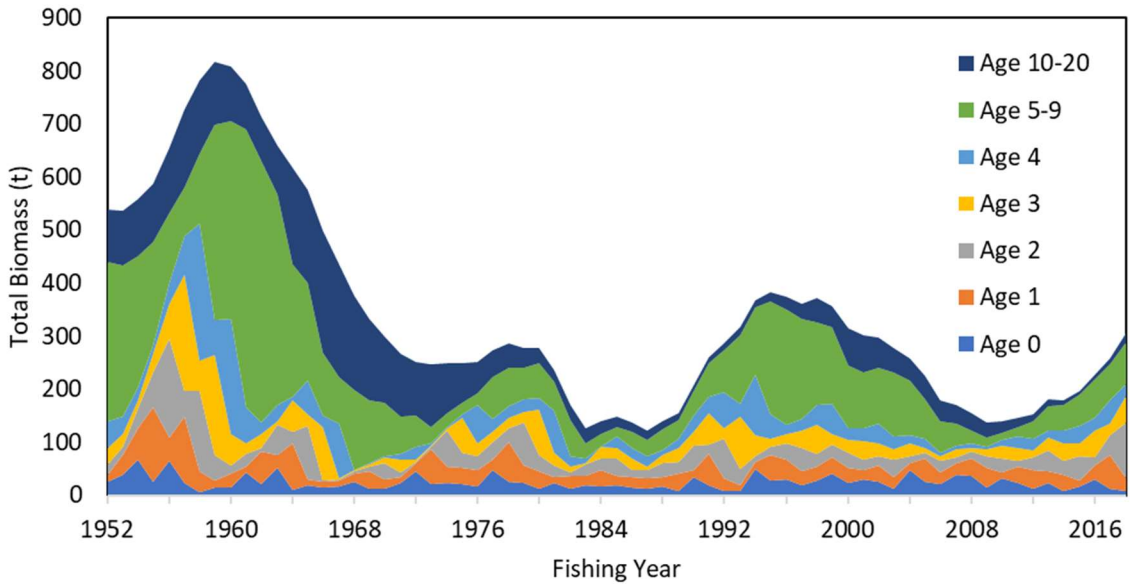 900
800
700
600
500
400
300
200
100
0
Total Biomass (t)
Age 10-20
Age 5-9
Age 4
Age 3
Age 2
Age 1
Age 0
1952 1960 1968 1976 1984 1992 2000 2008 2016
Fishing Year